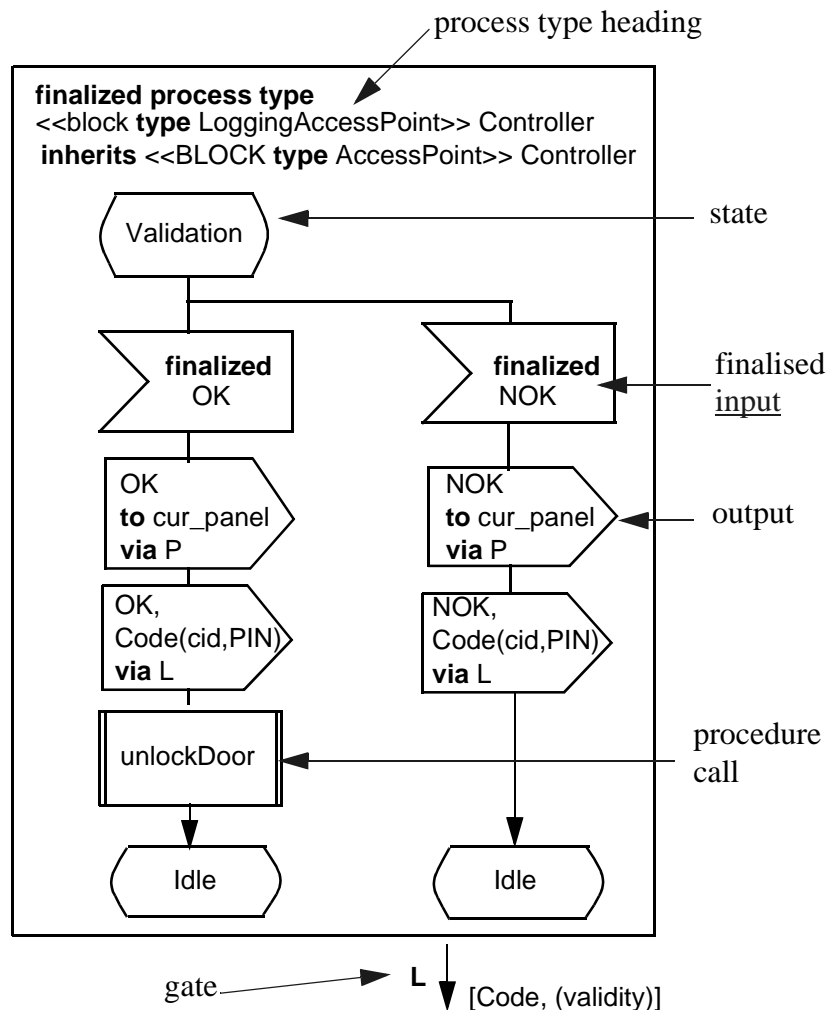 process type heading
finalized process type
<<block type LoggingAccessPoint>> Controller
inherits <<BLOCK type AccessPoint>> Controller
Validation
state
finalized
OK
finalized
NOK
finalised
input
OK
to cur_panel
via P
NOK
to cur_panel
via P
output
OK,
Code(cid,PIN)
via L
NOK,
Code(cid,PIN)
via L
unlockDoor
procedure
call
Idle
Idle
gate
L
[Code, (validity)]